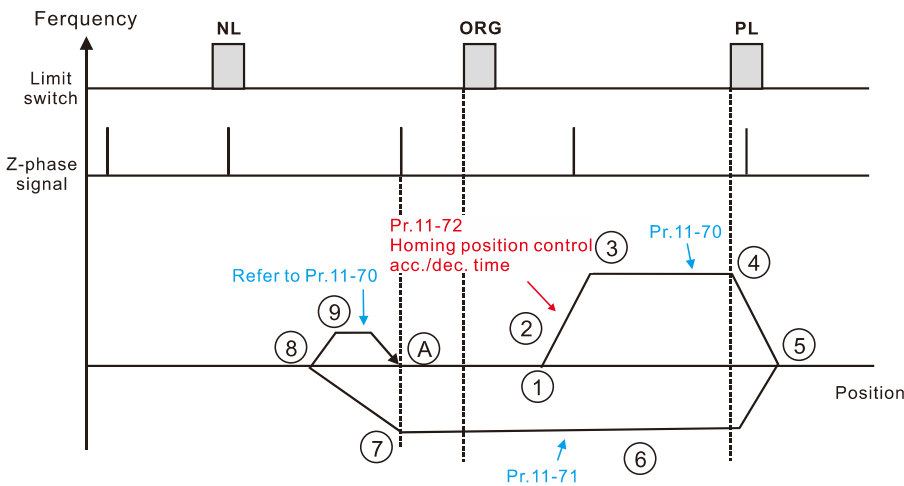 Ferquency
NL
ORG
PL
Limit
switch
Z-phase
signal
Pr.11-72
Homing position control
acc./dec. time
Pr.11-70
Refer to Pr.11-70
3
4
9
2
8
A
5
1
Position
7
6
Pr.11-71